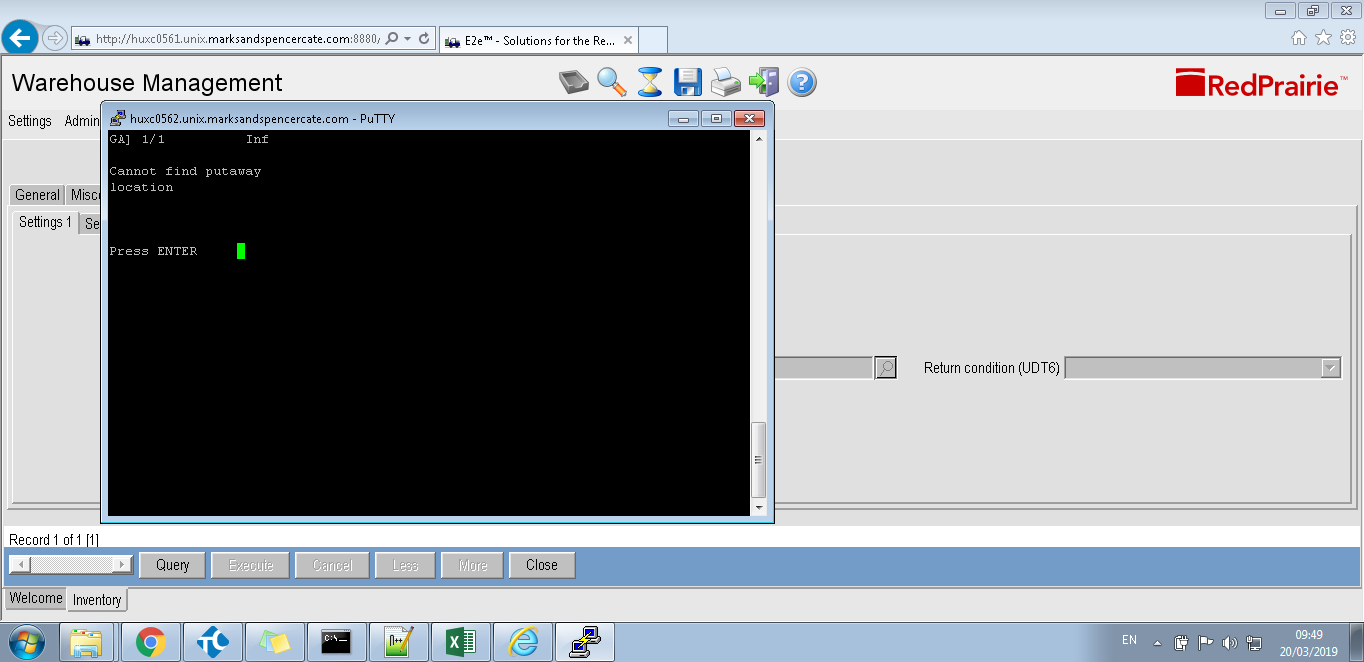 http://huxc0561.unix.marksandspencercate.com:8880/
E2e™ - Solutions for the Re...
Warehouse Management
RedPrairie™
Settings Admin
huxc0562.unix.marksandspencercate.com - PuTTY
GA] 1/1 Inf
Cannot find putaway
location
Press ENTER
General Misc
Settings 1 Se
Return condition (UDT6)
Record 1 of 1 [1]
Query Execute Cancel Less More Close
Welcome Inventory
C:\
EN
09:49
20/03/2019